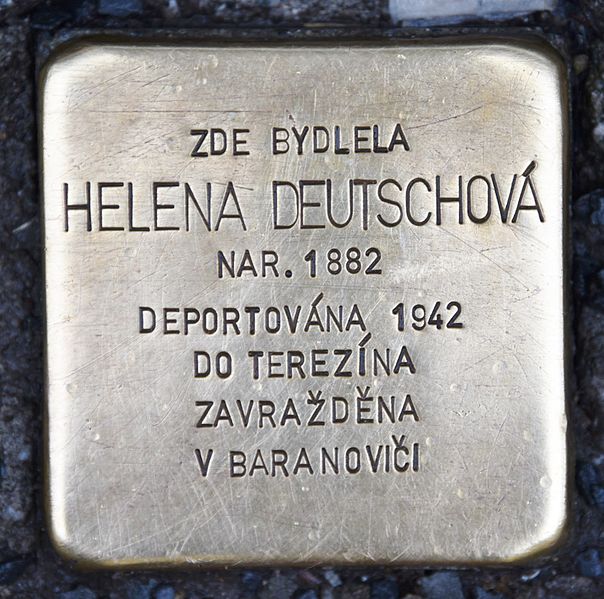 ZDE BYDLELA
HELENA DEUTSCHOVÁ
NAR. 1882
DEPORTOVÁNA 1942
DO TEREZÍNA
ZAVRAŽDĚNA
V BARANOVIČI